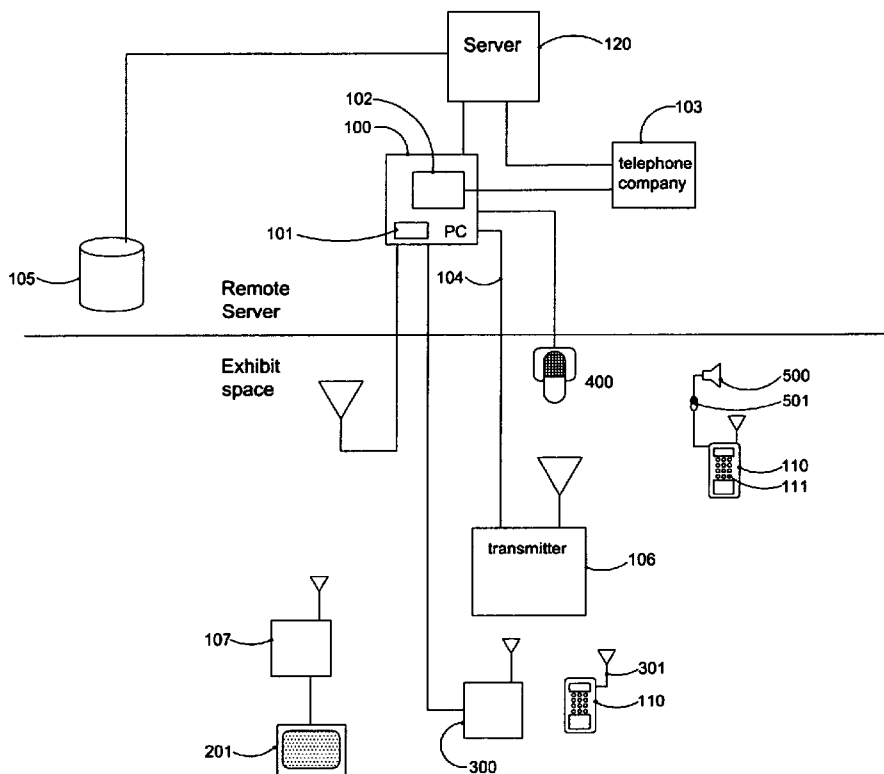 Server
120
102
100
103
telephone
company
101
PC
105
104
Remote
Server
Exhibit
space
400
500
501
110
111
transmitter
106
107
301
110
201
300